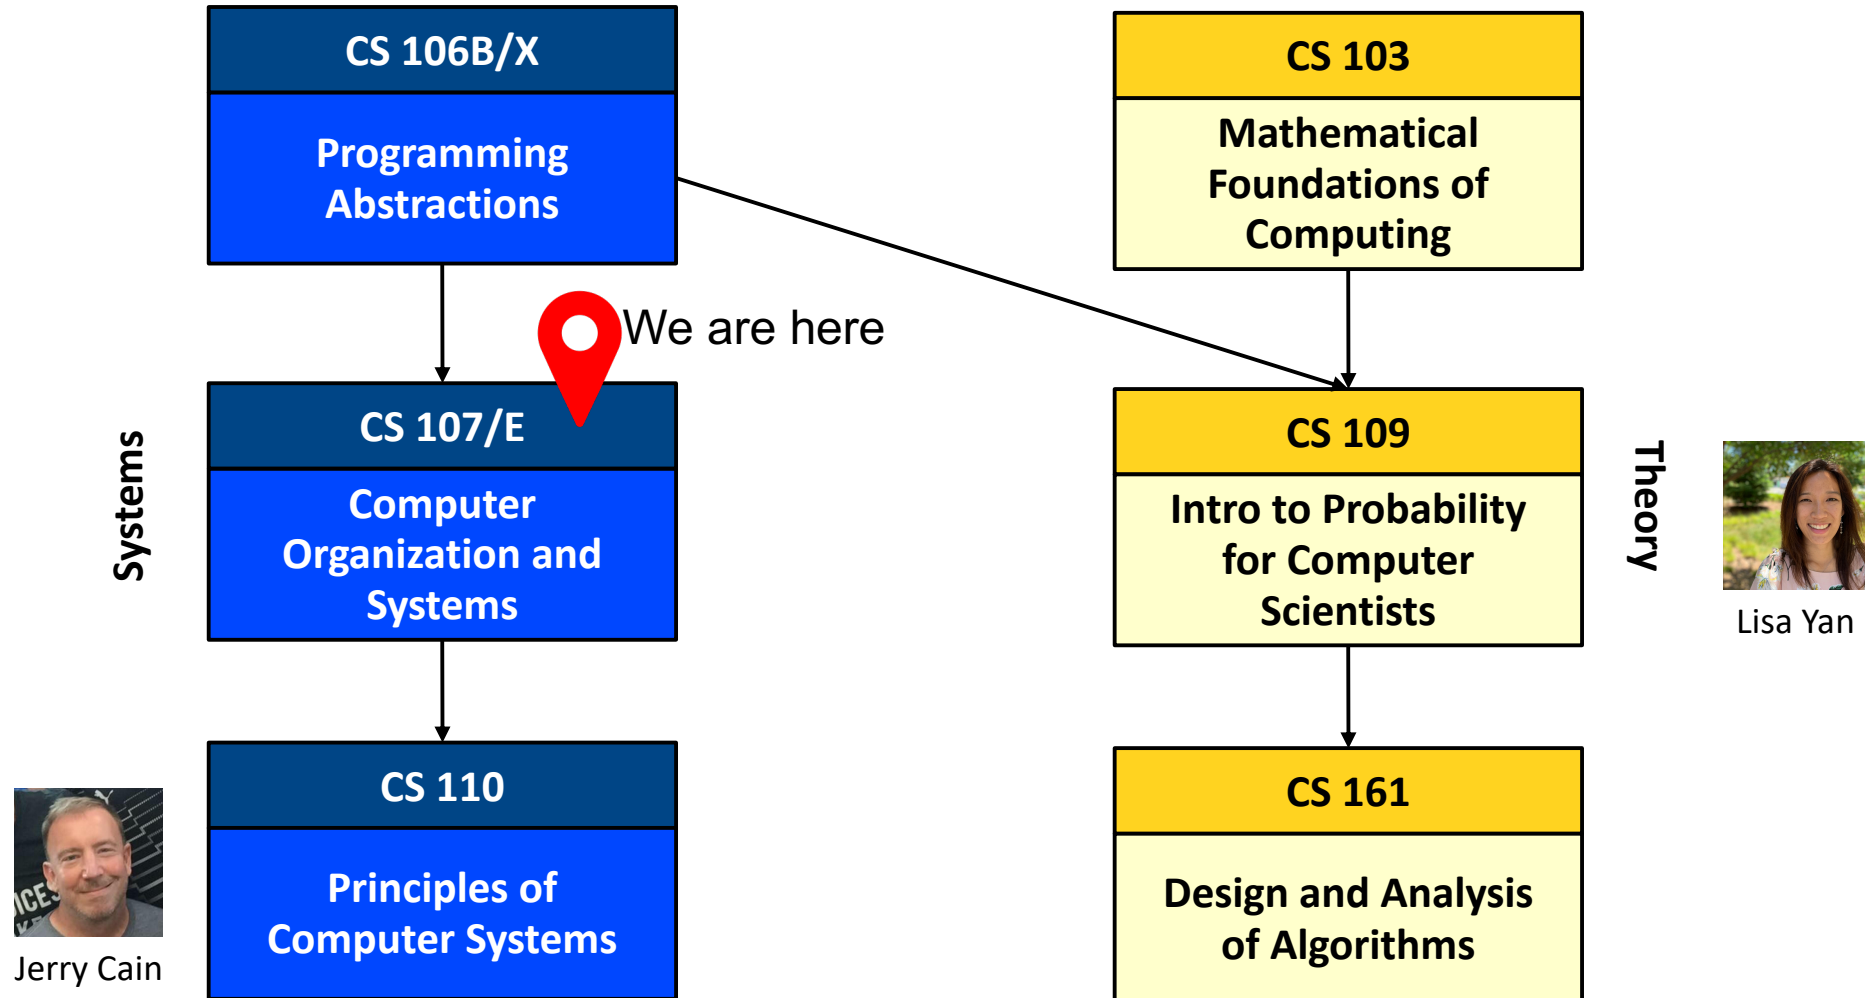 CS 106B/X
Programming
Abstractions
CS 103
Mathematical
Foundations of
Computing
We are here
Systems
CS 107/E
Computer
Organization and
Systems
CS 109
Intro to Probability
for Computer
Scientists
Theory
Lisa Yan
CS 110
Principles of
Computer Systems
Jerry Cain
CS 161
Design and Analysis
of Algorithms